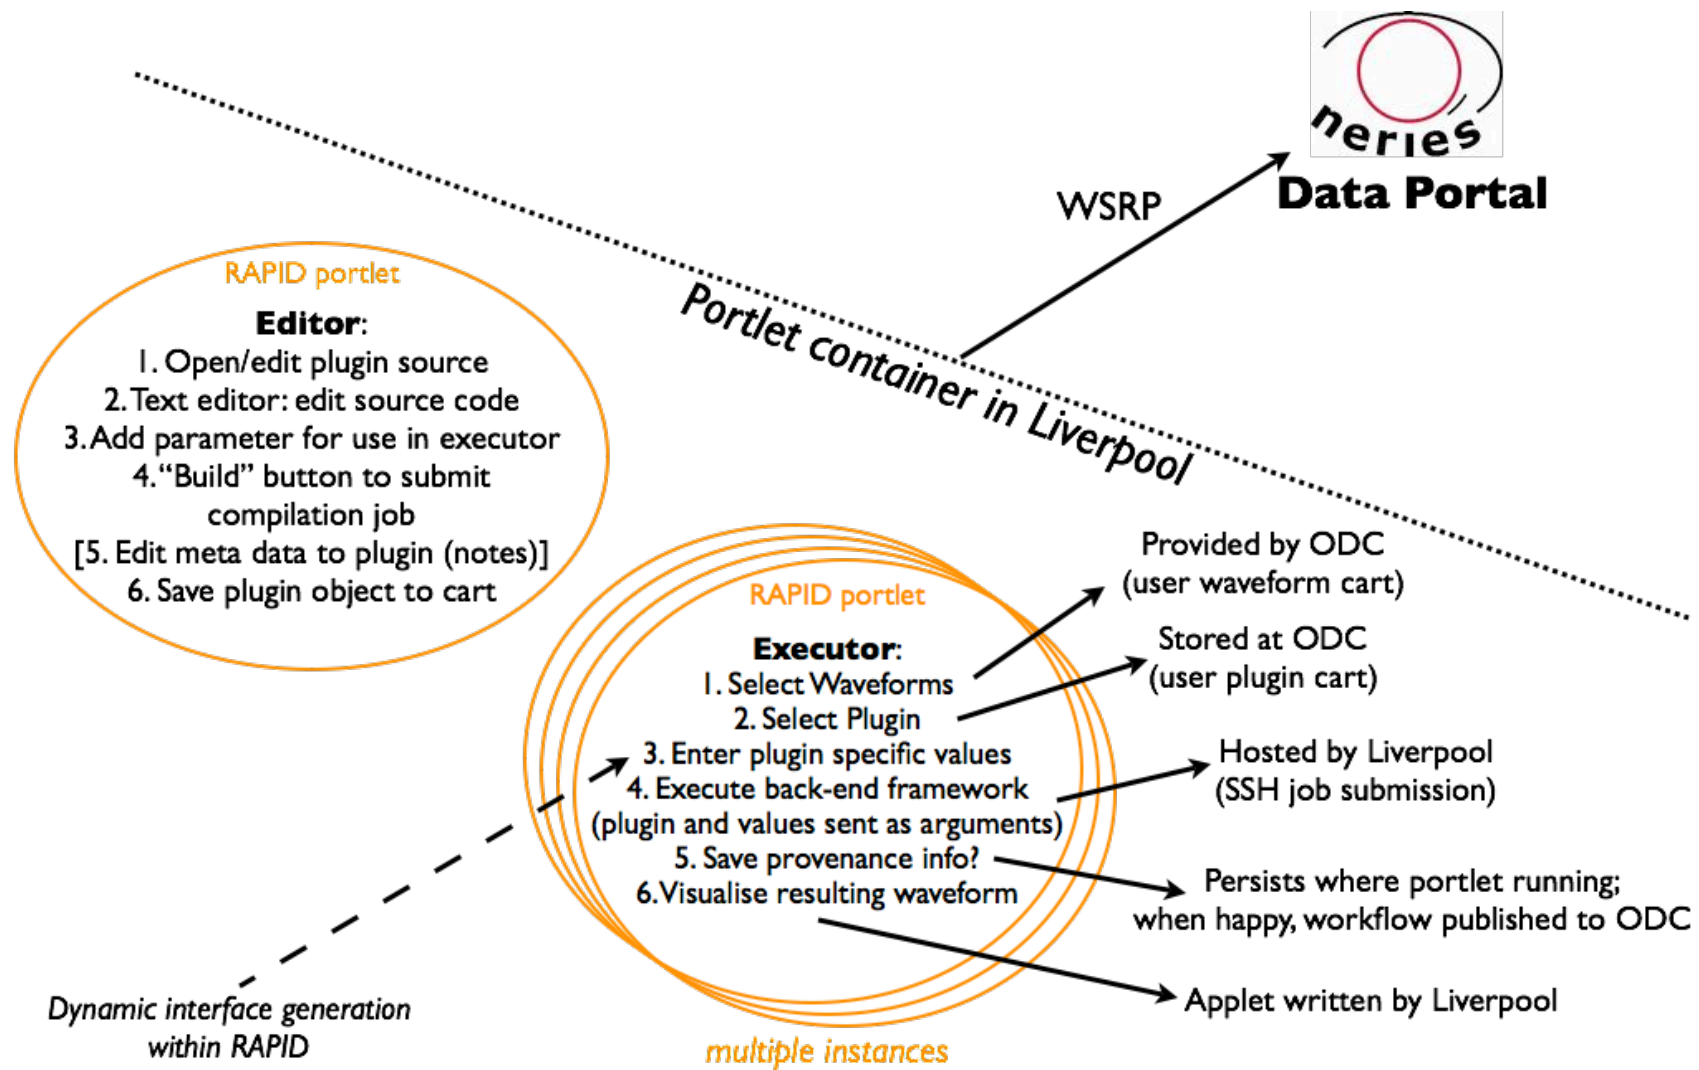 neries
Data Portal
WSRP
Portlet container in Liverpool
RAPID portlet
Editor:
1. Open/edit plugin source
2. Text editor: edit source code
3. Add parameter for use in executor
4. “Build” button to submit
compilation job
[5. Edit meta data to plugin (notes)]
6. Save plugin object to cart
RAPID portlet
Executor:
1. Select Waveforms
2. Select Plugin
3. Enter plugin specific values
4. Execute back-end framework
(plugin and values sent as arguments)
5. Save provenance info?
6. Visualise resulting waveform
multiple instances
Provided by ODC
(user waveform cart)
Stored at ODC
(user plugin cart)
Hosted by Liverpool
(SSH job submission)
Persists where portlet running;
when happy, workflow published to ODC
Applet written by Liverpool
Dynamic interface generation
within RAPID